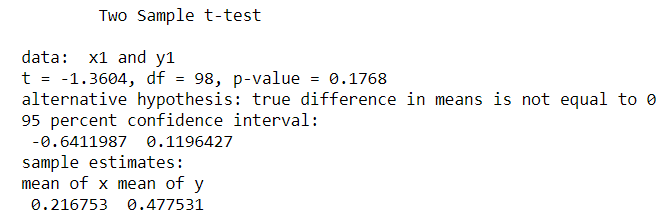 Two Sample t-test
data:  x1 and y1
t = -1.3604, df = 98, p-value = 0.1768
alternative hypothesis: true difference in means is not equal to 0
95 percent confidence interval:
-0.6411987  0.1196427
sample estimates:
mean of x mean of y
0.216753  0.477531